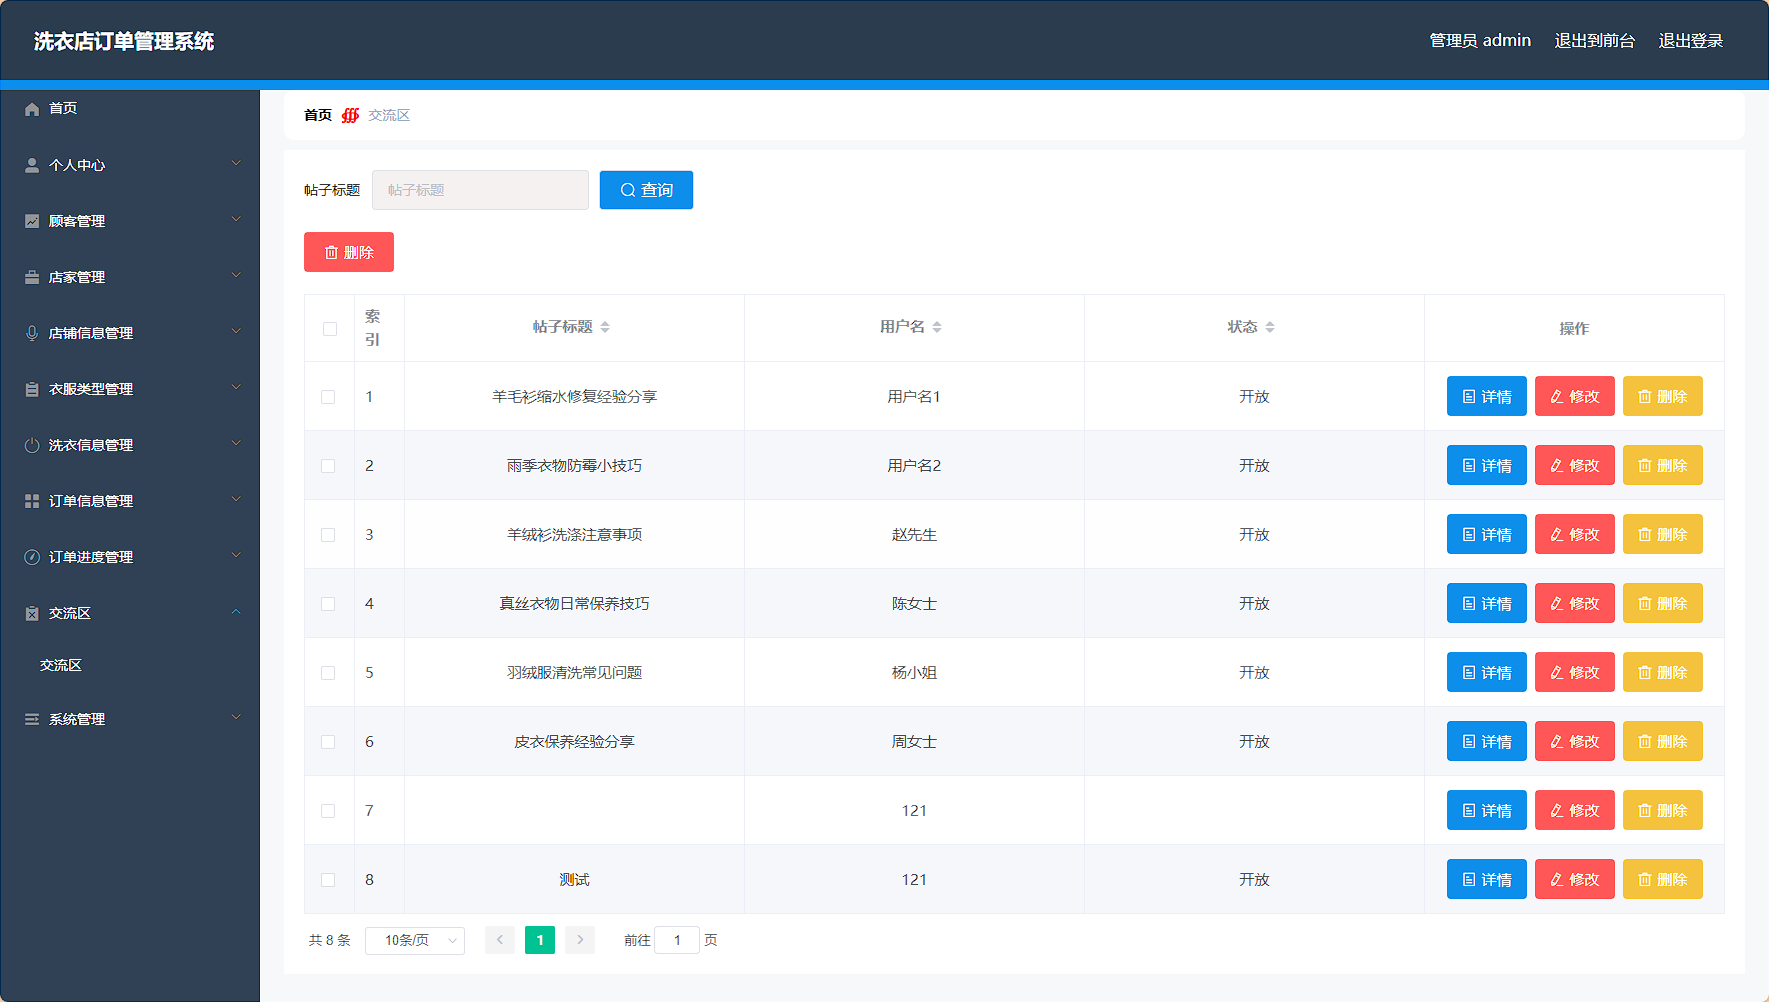 洗衣店订单管理系统
管理员 admin 退出到前台 退出登录
首页
个人中心
顾客管理
店家管理
店铺信息管理
衣服类型管理
洗衣信息管理
订单信息管理
订单进度管理
交流区
交流区
系统管理
首页 交流区
帖子标题 帖子标题 查询
删除
索引 帖子标题 用户名 状态 操作
1 羊毛衫缩水修复经验分享 用户名1 开放 详情 修改 删除
2 雨季衣物防霉小技巧 用户名2 开放 详情 修改 删除
3 羊绒衫洗涤注意事项 赵先生 开放 详情 修改 删除
4 真丝衣物日常保养技巧 陈女士 开放 详情 修改 删除
5 羽绒服清洗常见问题 杨小姐 开放 详情 修改 删除
6 皮衣保养经验分享 周女士 开放 详情 修改 删除
7 121 详情 修改 删除
8 测试 121 开放 详情 修改 删除
共 8 条 10条/页 1 前往 1 页